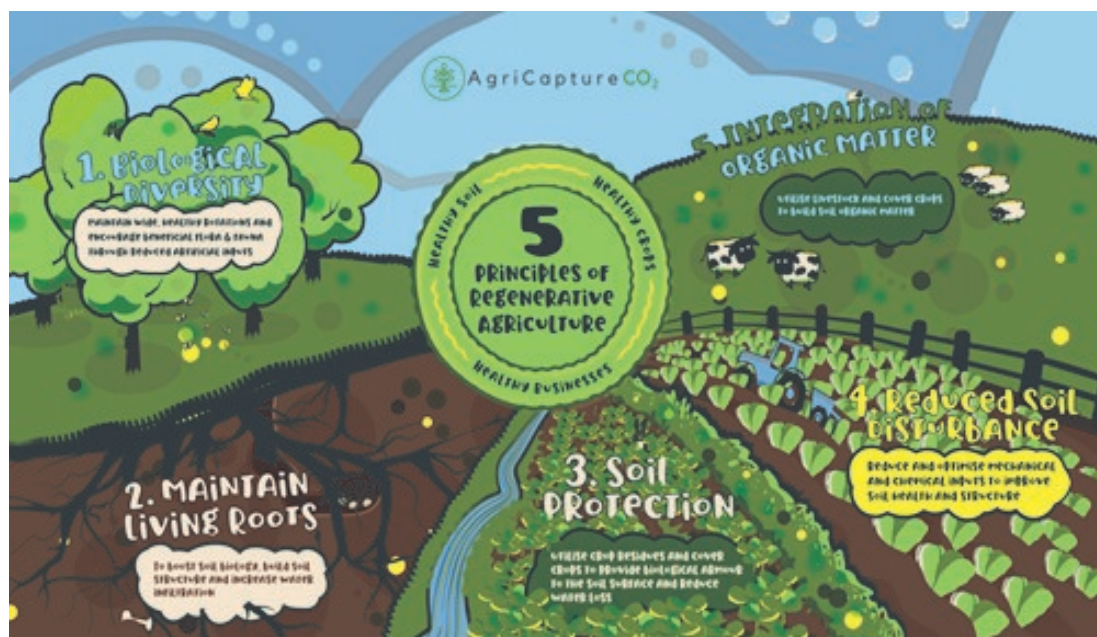 AgriCaptureCO₂
1. Biological
Diversity
Maintain wide, healthy rotations and
encourage beneficial flora & fauna
through reduced artificial inputs
5
Principles of
Regenerative
Agriculture
Healthy Soil
Healthy Crops
Healthy Businesses
2. Maintain
Living Roots
To boost soil biology, build soil
structure and increase water
infiltration
3. Soil
Protection
Utilise crop residues and cover
crops to provide biological armour
to the soil surface and reduce
water loss
4. Reduced Soil
Disturbance
Reduce and optimise mechanical
and chemical inputs to improve
soil health and structure
5. Integration of
Organic Matter
Utilise livestock and cover crops
to build soil organic matter